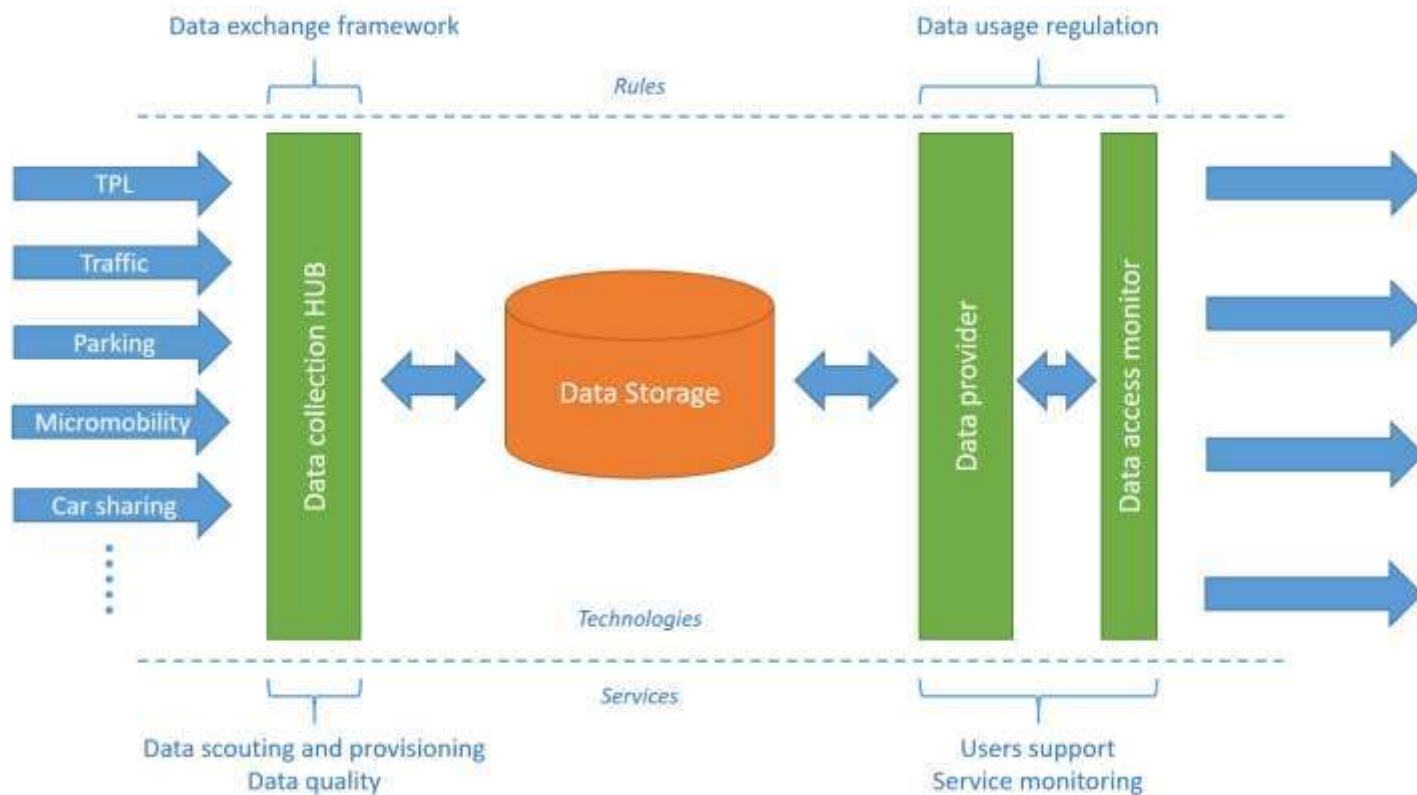 Data exchange framework
Data usage regulation
Rules
TPL
Traffic
Parking
Micromobility
Car sharing
Data collection HUB
Data Storage
Data provider
Data access monitor
Technologies
Services
Data scouting and provisioning
Data quality
Users support
Service monitoring